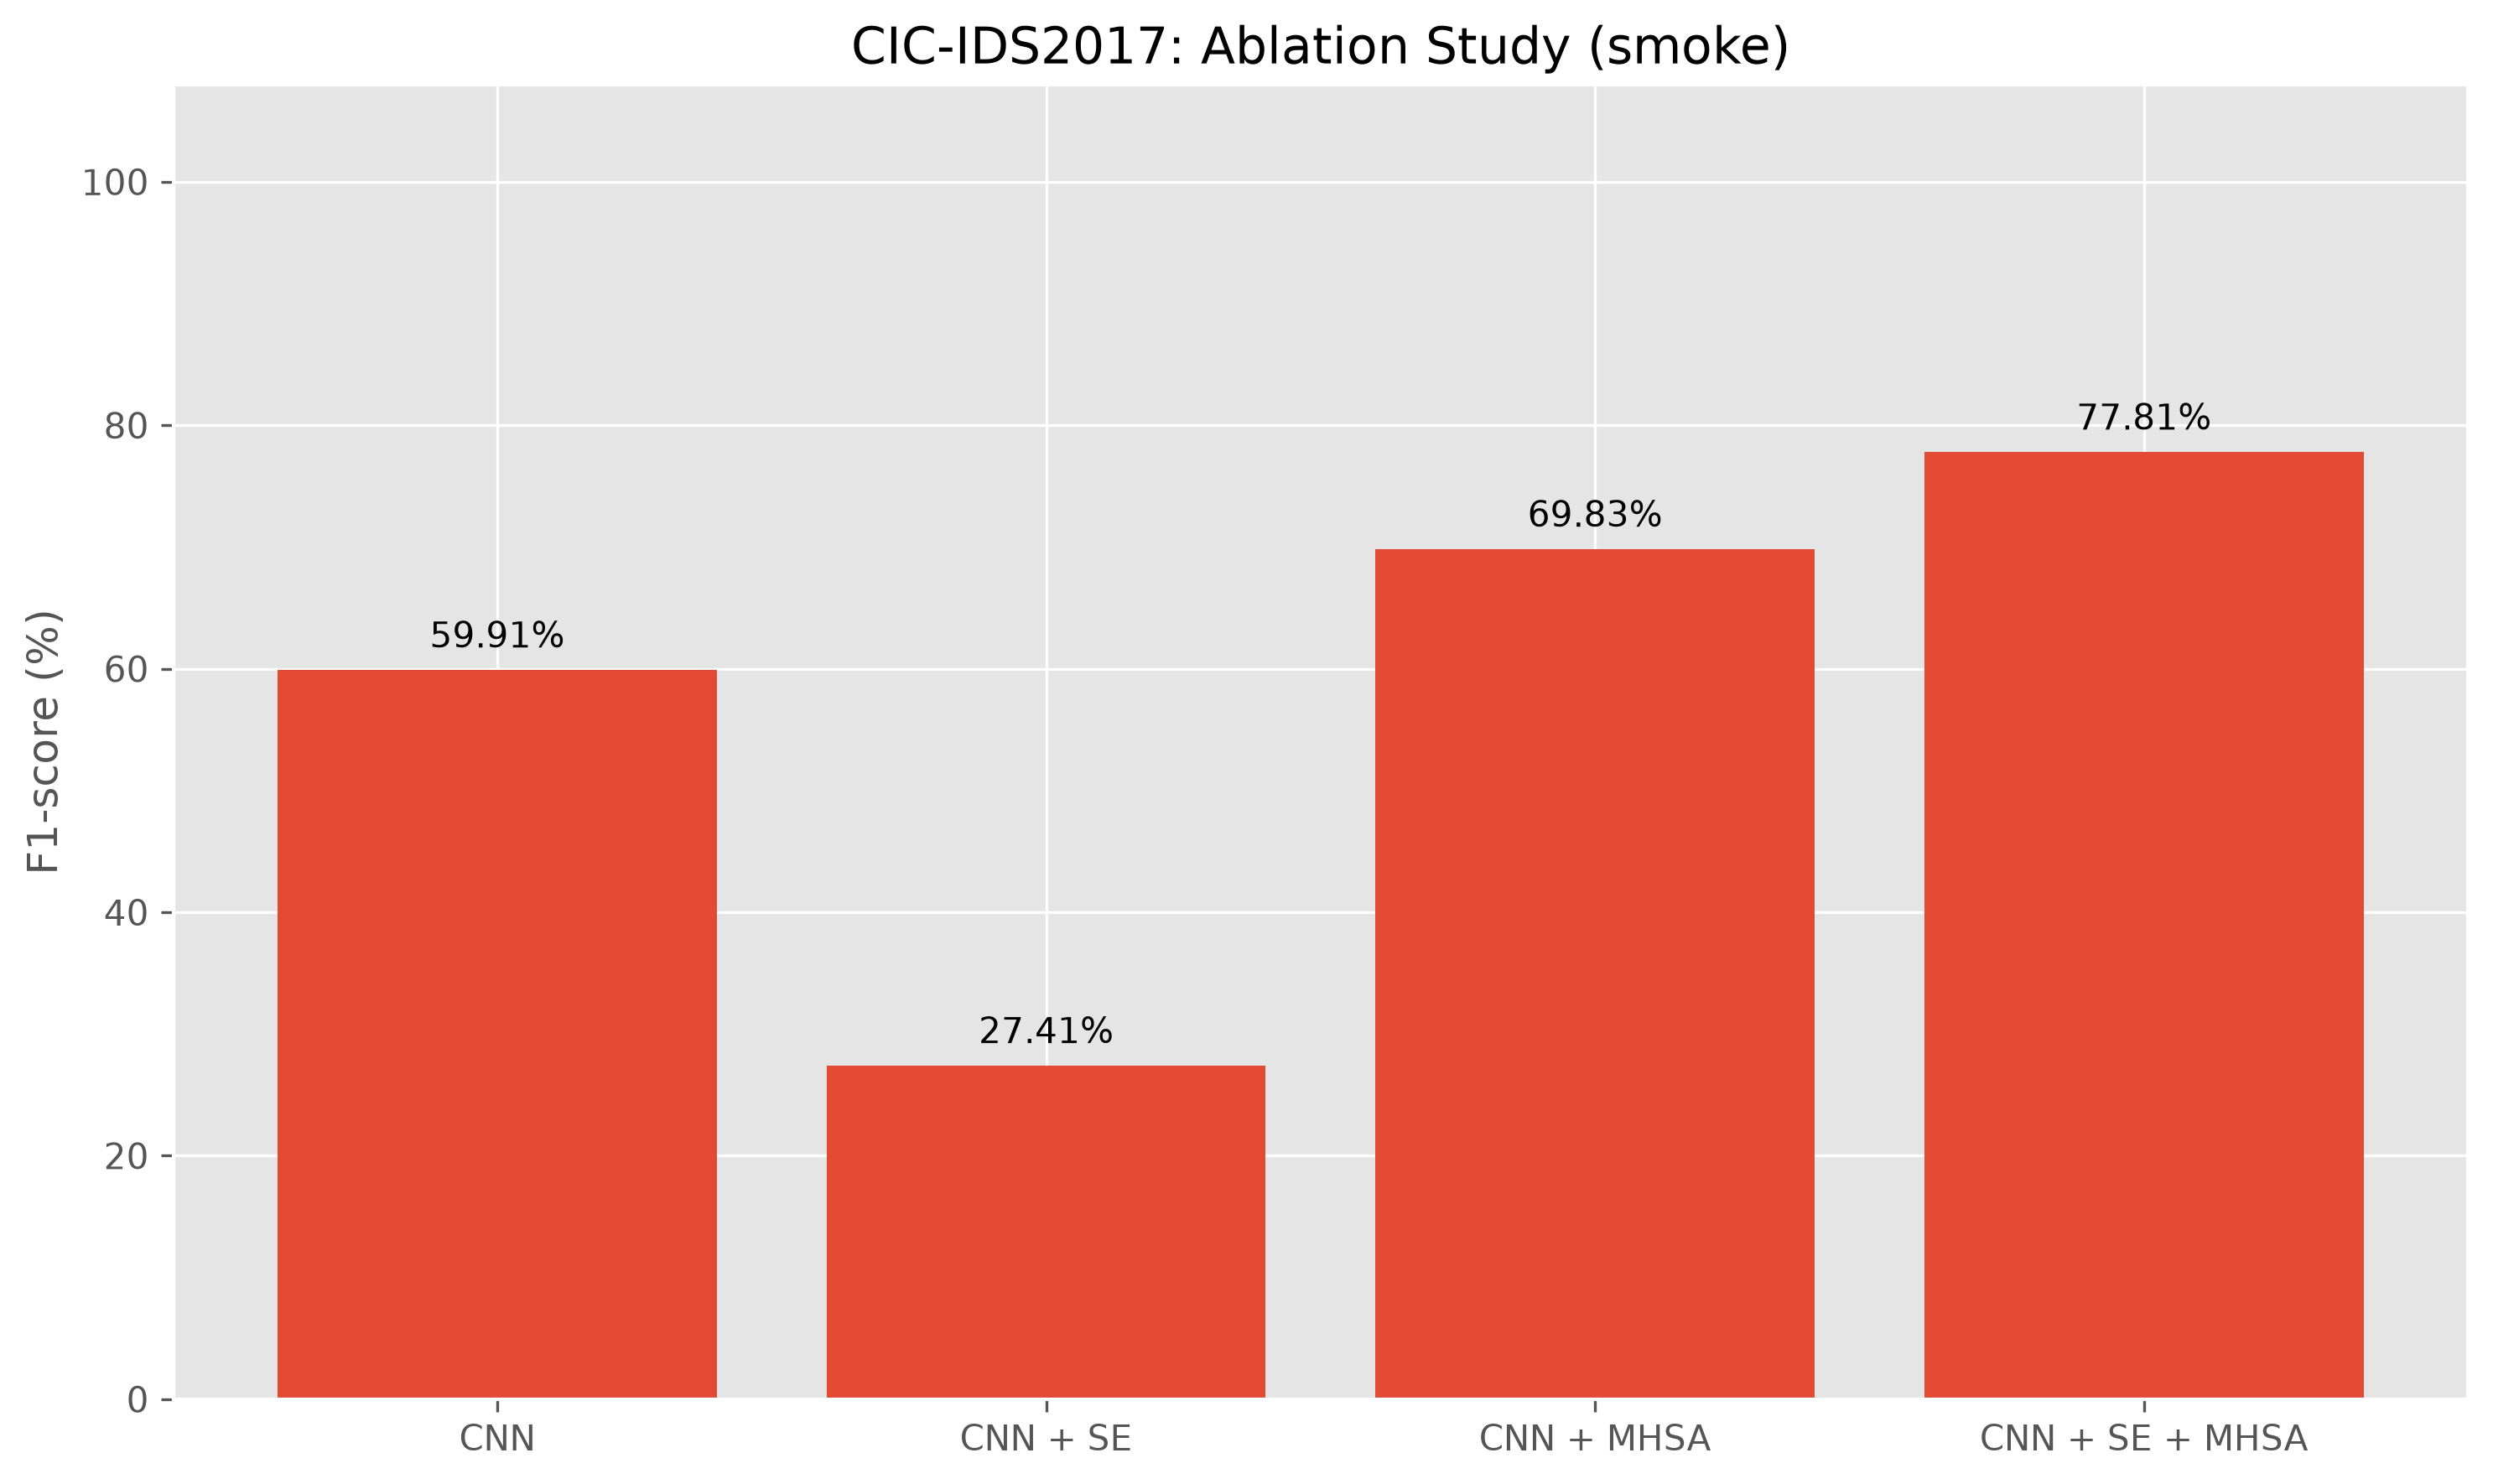 CIC-IDS2017: Ablation Study (smoke)
F1-score (%)
100
80
60
40
20
0
59.91%
27.41%
69.83%
77.81%
CNN
CNN + SE
CNN + MHSA
CNN + SE + MHSA